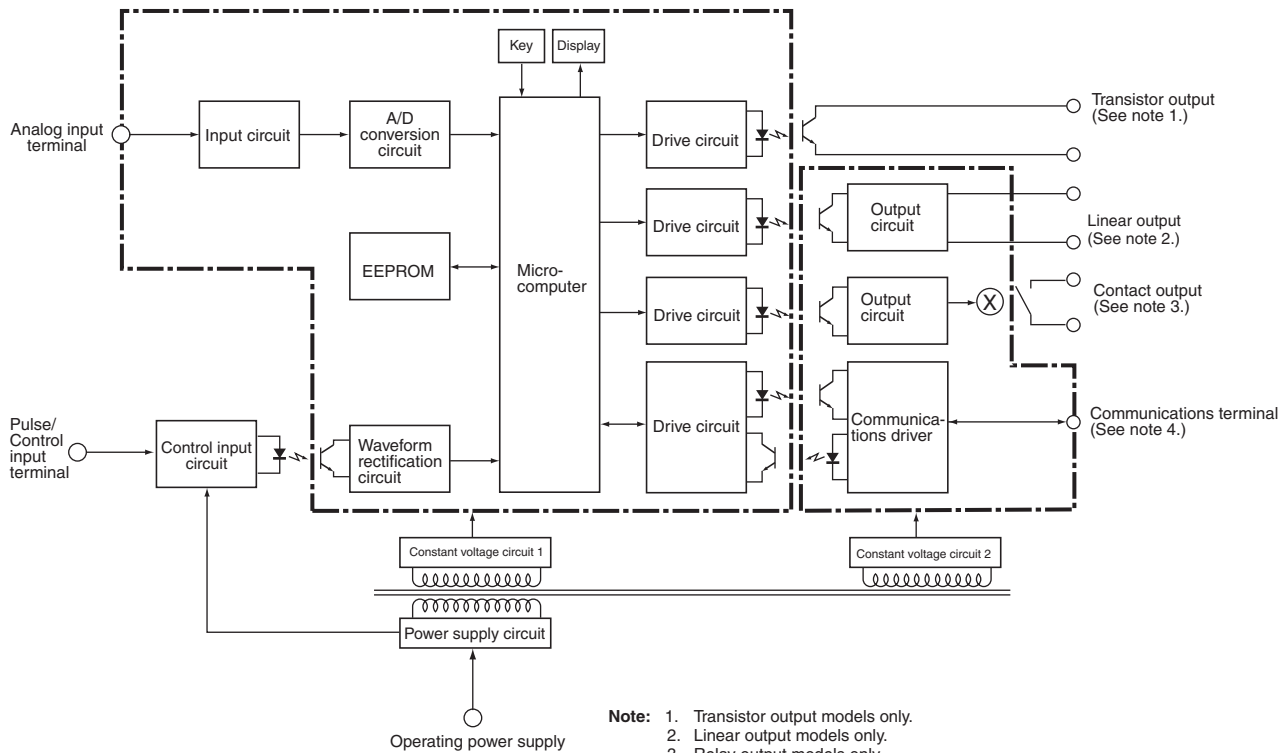 Key
Display
Analog input
terminal
Input circuit
A/D
conversion
circuit
Drive circuit
Transistor output
(See note 1.)
Drive circuit
Output
circuit
Linear output
(See note 2.)
EEPROM
Micro-
computer
Drive circuit
Output
circuit
X
Contact output
(See note 3.)
Pulse/
Control
input
terminal
Control input
circuit
Waveform
rectification
circuit
Drive circuit
Communica-
tions driver
Communications terminal
(See note 4.)
Constant voltage circuit 1
Constant voltage circuit 2
Power supply circuit
Operating power supply
Note: 1. Transistor output models only.
2. Linear output models only.